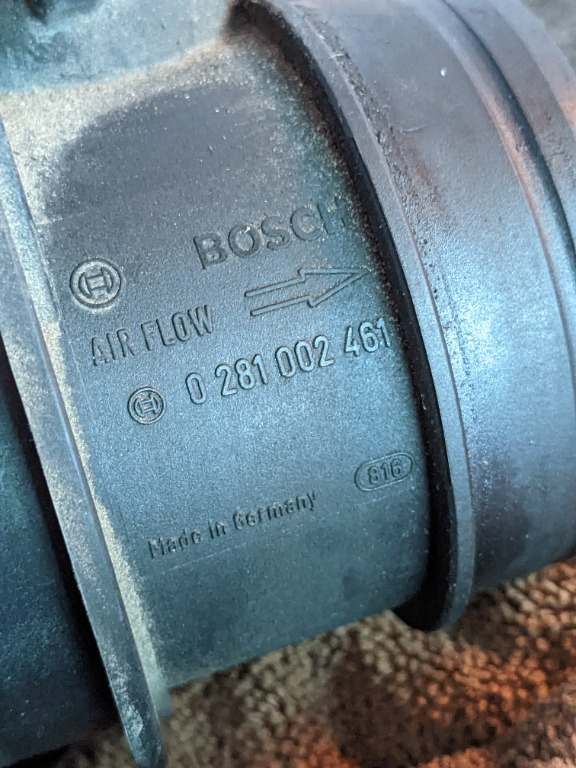 BOSCH
AIR FLOW
0 281 002 461
816
Made in Germany